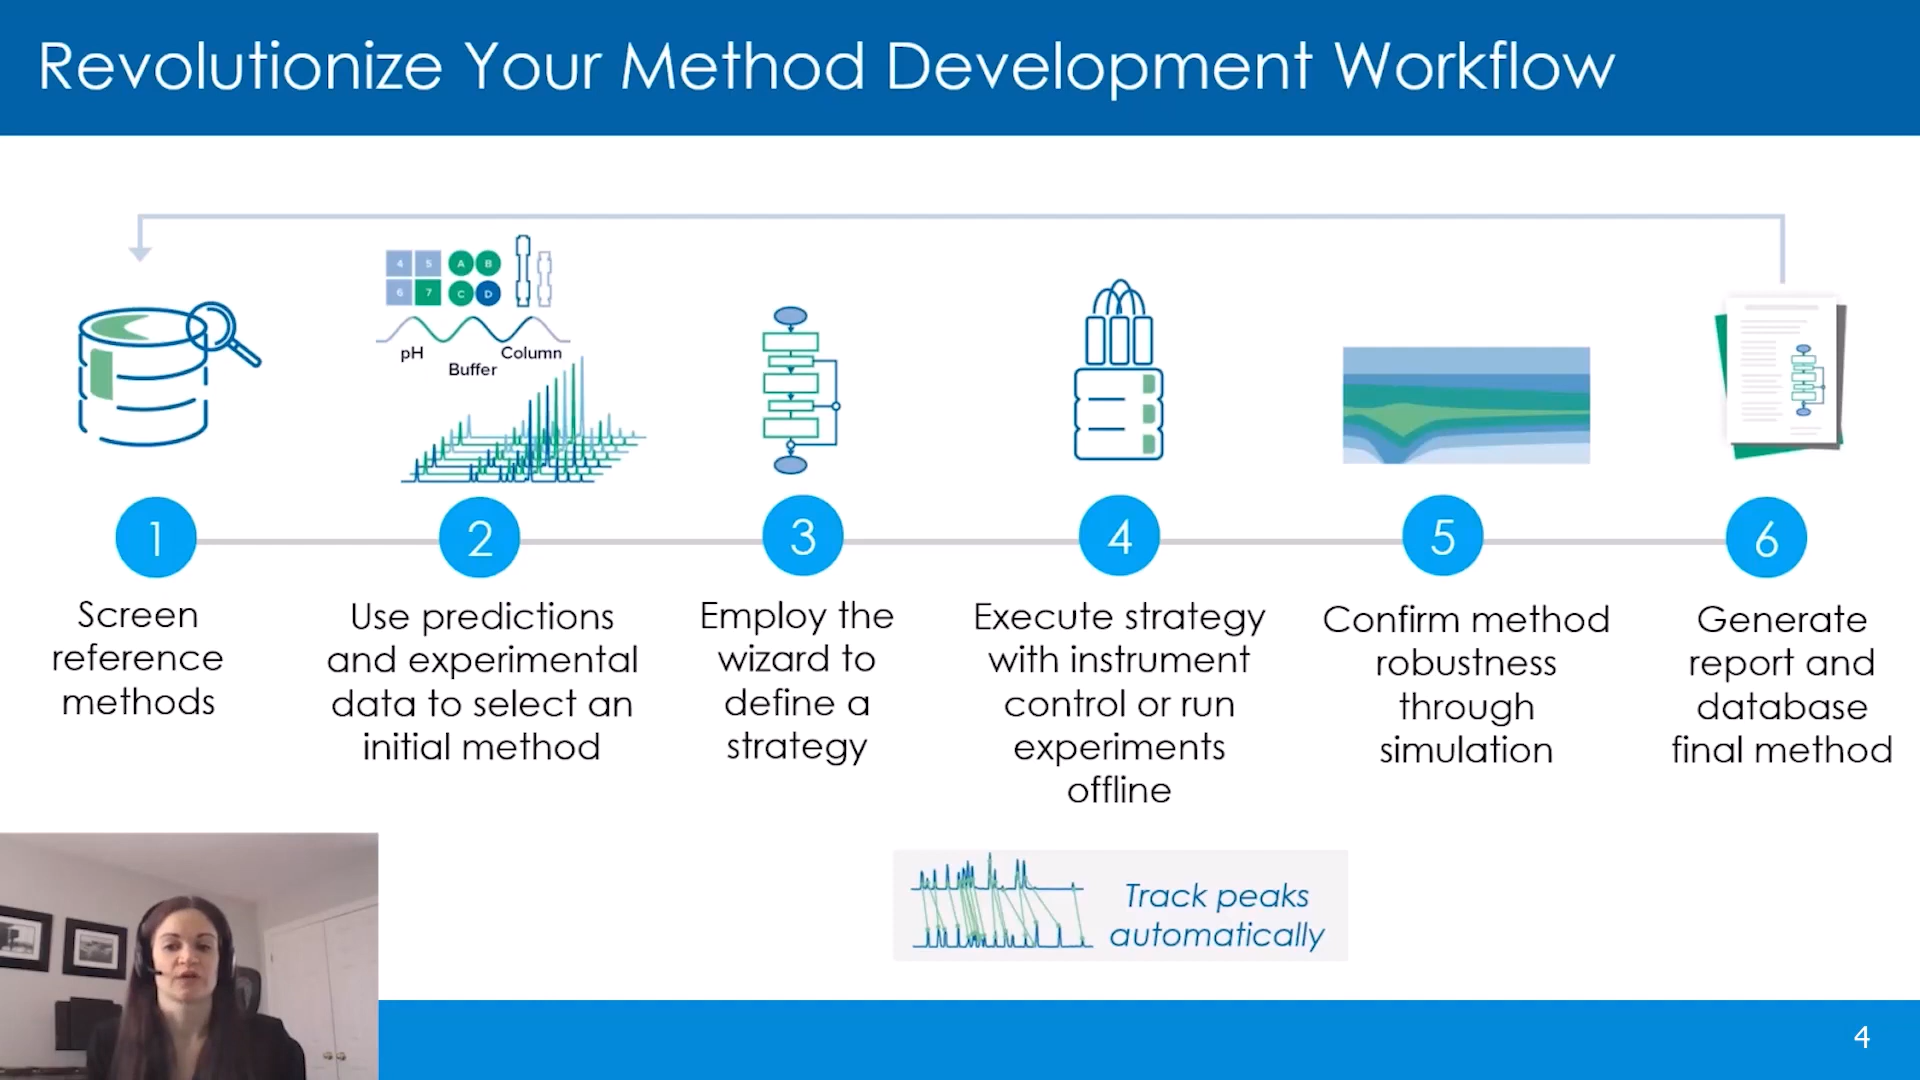 Revolutionize Your Method Development Workflow
4 5 A B
6 7 C D
pH
Buffer
Column
1
Screen
reference
methods
2
Use predictions
and experimental
data to select an
initial method
3
Employ the
wizard to
define a
strategy
4
Execute strategy
with instrument
control or run
experiments
offline
5
Confirm method
robustness
through
simulation
6
Generate
report and
database
final method
Track peaks
automatically
4